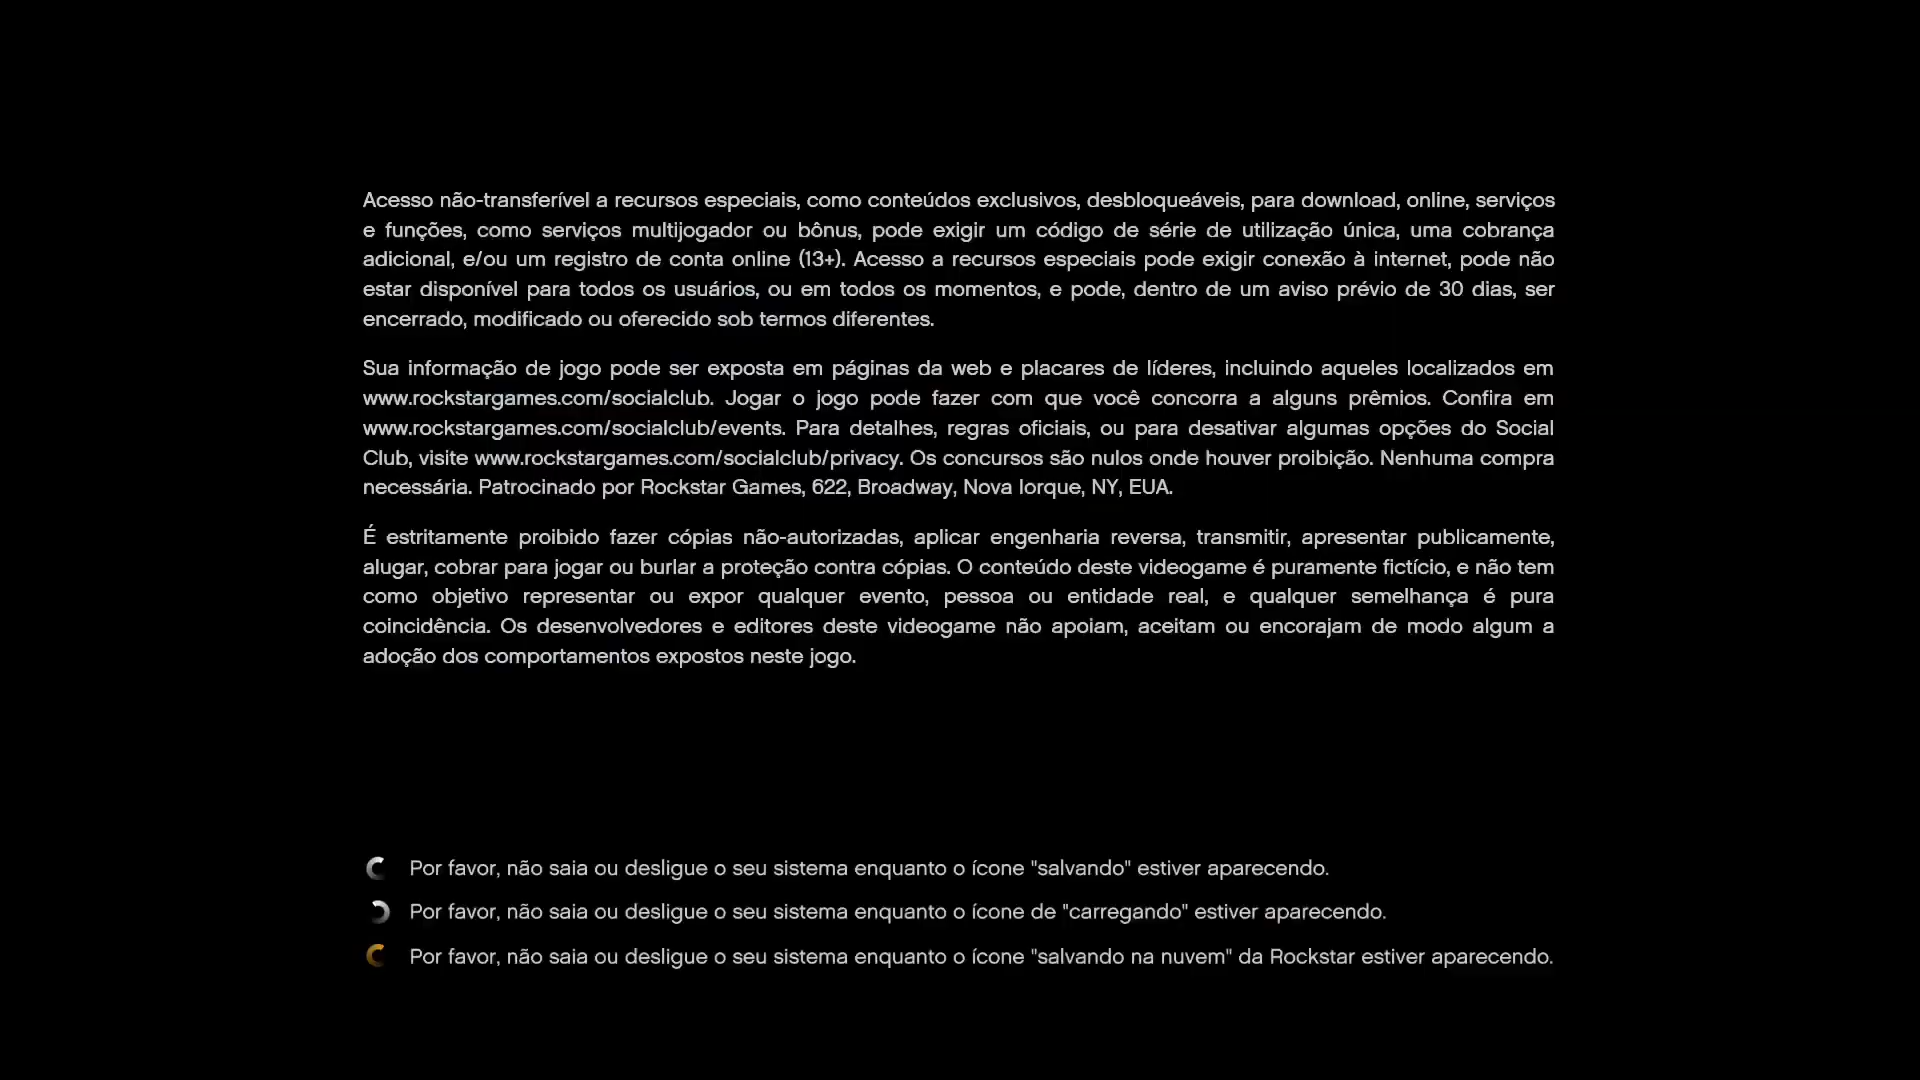 Acesso não-transferível a recursos especiais, como conteúdos exclusivos, desbloqueáveis, para download, online, serviços
e funções, como serviços multijogador ou bônus, pode exigir um código de série de utilização única, uma cobrança
adicional, e/ou um registro de conta online (13+). Acesso a recursos especiais pode exigir conexão à internet, pode não
estar disponível para todos os usuários, ou em todos os momentos, e pode, dentro de um aviso prévio de 30 dias, ser
encerrado, modificado ou oferecido sob termos diferentes.
Sua informação de jogo pode ser exposta em páginas da web e placares de líderes, incluindo aqueles localizados em
www.rockstargames.com/socialclub. Jogar o jogo pode fazer com que você concorra a alguns prêmios. Confira em
www.rockstargames.com/socialclub/events. Para detalhes, regras oficiais, ou para desativar algumas opções do Social
Club, visite www.rockstargames.com/socialclub/privacy. Os concursos são nulos onde houver proibição. Nenhuma compra
necessária. Patrocinado por Rockstar Games, 622, Broadway, Nova Iorque, NY, EUA.
É estritamente proibido fazer cópias não-autorizadas, aplicar engenharia reversa, transmitir, apresentar publicamente,
alugar, cobrar para jogar ou burlar a proteção contra cópias. O conteúdo deste videogame é puramente fictício, e não tem
como objetivo representar ou expor qualquer evento, pessoa ou entidade real, e qualquer semelhança é pura
coincidência. Os desenvolvedores e editores deste videogame não apoiam, aceitam ou encorajam de modo algum a
adoção dos comportamentos expostos neste jogo.
Por favor, não saia ou desligue o seu sistema enquanto o ícone "salvando" estiver aparecendo.
Por favor, não saia ou desligue o seu sistema enquanto o ícone de "carregando" estiver aparecendo.
Por favor, não saia ou desligue o seu sistema enquanto o ícone "salvando na nuvem" da Rockstar estiver aparecendo.